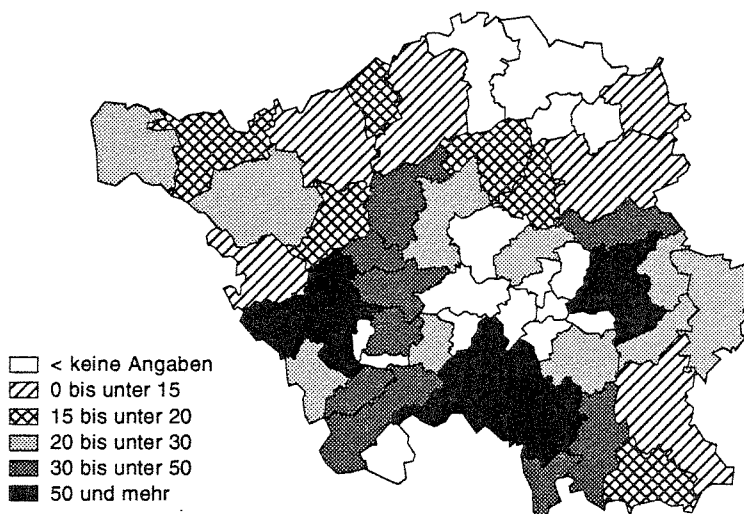 < keine Angaben
0 bis unter 15
15 bis unter 20
20 bis unter 30
30 bis unter 50
50 und mehr